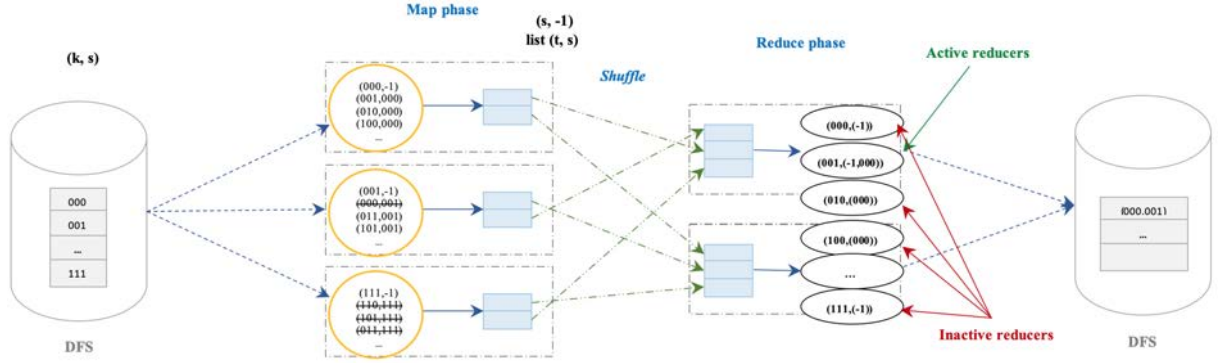 (k, s)
000
001
...
111
DFS
Map phase
(s, -1)
list (t, s)
(000,-1)
(001,000)
(010,000)
(100,000)
...
(001,-1)
(000,001)
(011,001)
(101,001)
...
(111,-1)
(110,111)
(101,111)
(011,111)
...
Shuffle
Reduce phase
Active reducers
(000,(-1))
(001,(-1,000))
(010,(000))
(100,(000))
...
(111,(-1))
Inactive reducers
(000,001)
...
DFS